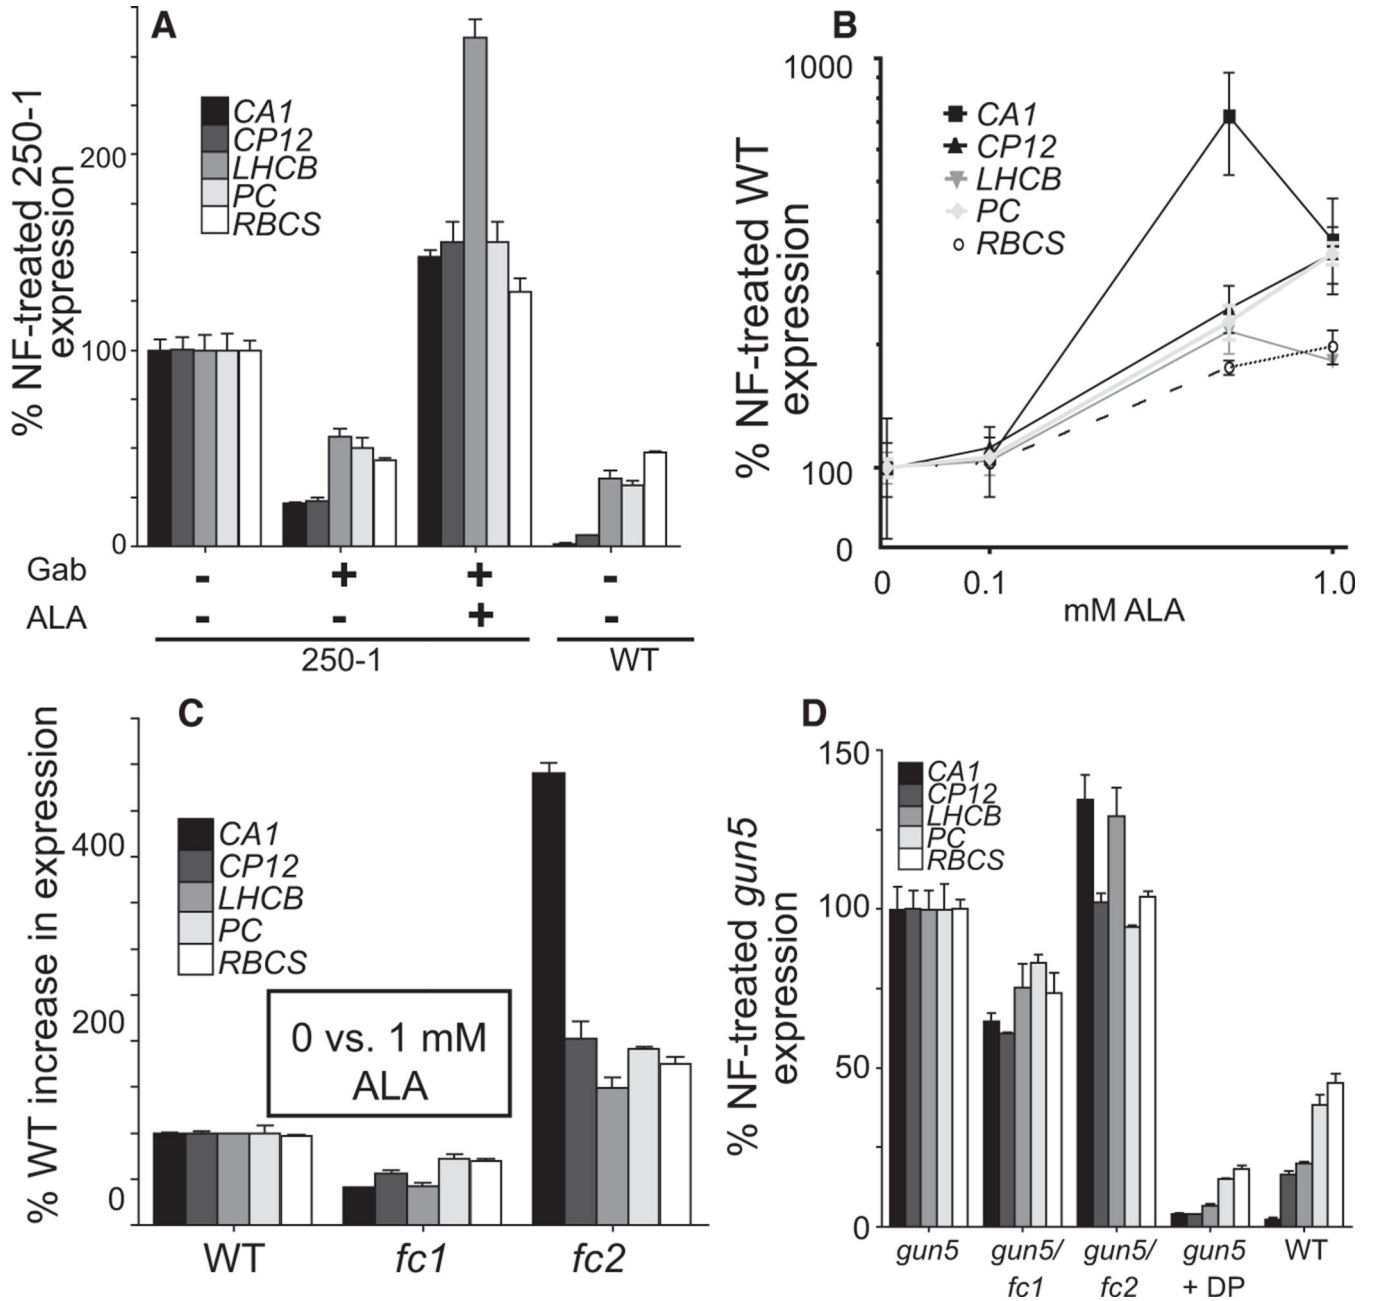 A
% NF-treated 250-1
expression
CA1
CP12
LHCB
PC
RBCS
200
100
0
Gab - + + -
ALA - - + -
250-1 WT
B
% NF-treated WT
expression
1000
100
0
CA1
CP12
LHCB
PC
RBCS
0 0.1 1.0
mM ALA
C
% WT increase in expression
400
200
0
CA1
CP12
LHCB
PC
RBCS
0 vs. 1 mM
ALA
WT fc1 fc2
D
% NF-treated gun5
expression
150
100
50
0
CA1
CP12
LHCB
PC
RBCS
gun5 gun5/ gun5/ gun5 WT
fc1 fc2 + DP